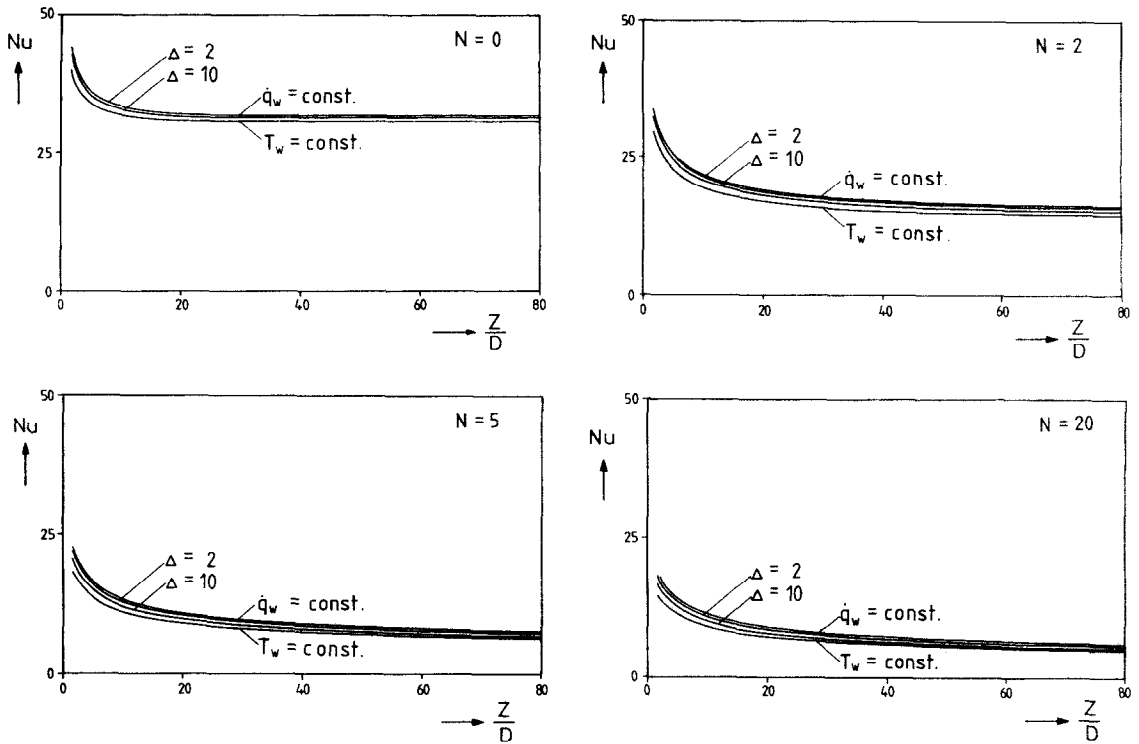 50
Nu
N = 0
Δ = 2
Δ = 10
q̇w = const.
Tw = const.
25
0
0 20 40 60 80
Z
D
50
Nu
N = 2
Δ = 2
Δ = 10
q̇w = const.
Tw = const.
25
0
0 20 40 60 80
Z
D
50
Nu
N = 5
Δ = 2
Δ = 10
q̇w = const.
Tw = const.
25
0
0 20 40 60 80
Z
D
50
Nu
N = 20
Δ = 2
Δ = 10
q̇w = const.
Tw = const.
25
0
0 20 40 60 80
Z
D